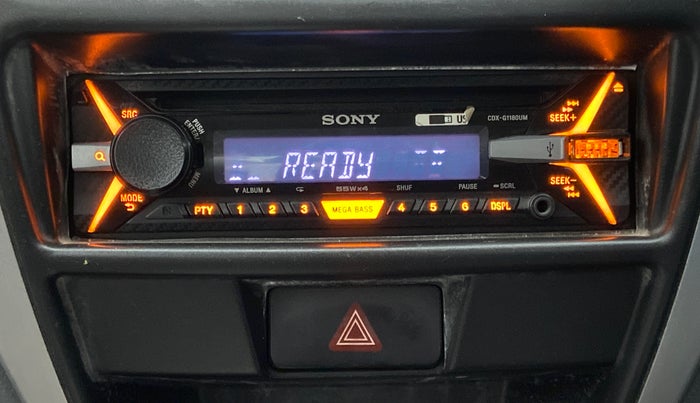 SRC
PUSH ENTER/
MENU
SONY
US
CDX-G1180UM
SEEK+
READY
ALBUM
55W×4
SHUF
PAUSE
SCRL
SEEK−
MODE
PTY 1 2 3 MEGA BASS 4 5 6 DSPL